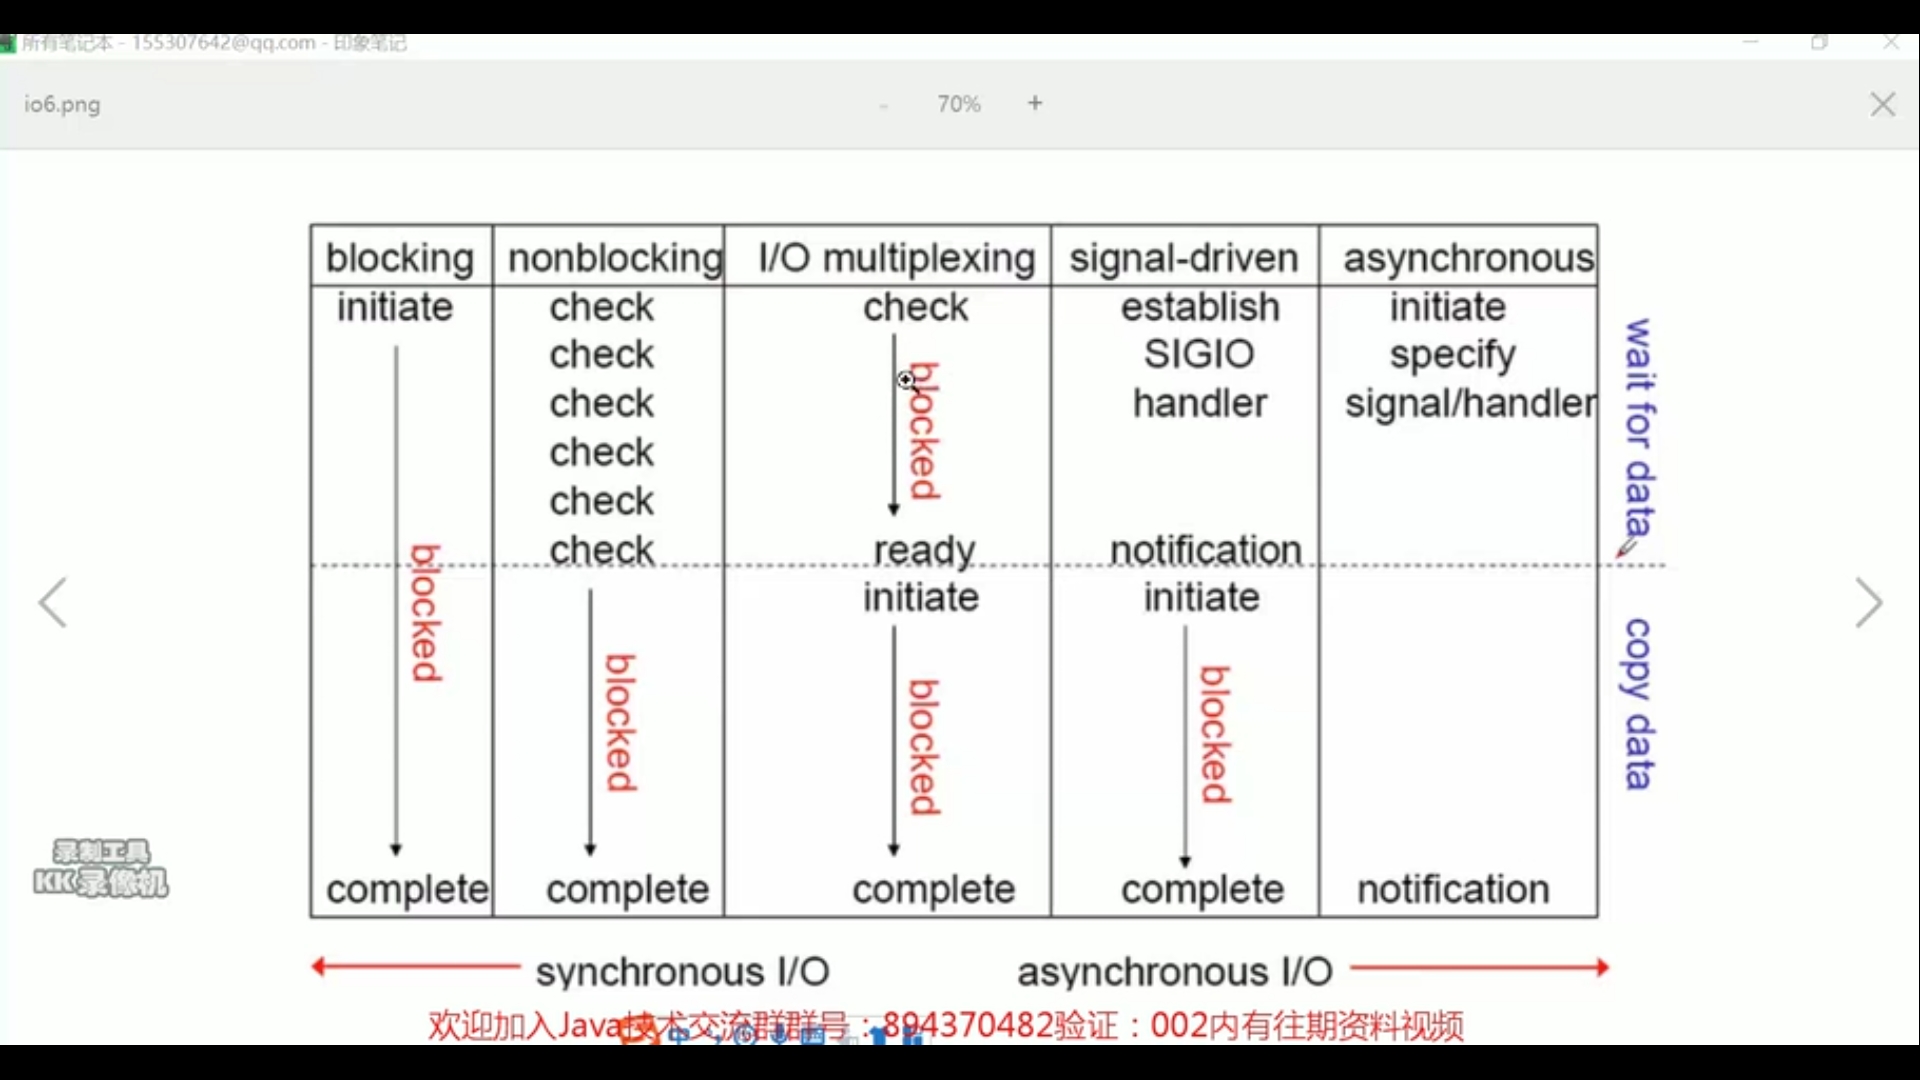 所有笔记本 - 155307642@qq.com - 印象笔记
io6.png
- 70% +
blocking nonblocking I/O multiplexing signal-driven asynchronous
initiate check check establish initiate
check SIGIO specify
check handler signal/handler
check
check
check ready notification
initiate initiate
blocked
blocked
blocked
blocked
blocked
complete complete complete complete notification
wait for data
copy data
synchronous I/O asynchronous I/O
录制工具
KK录像机
欢迎加入Java技术交流群群号：894370482验证：002内有往期资料视频
中